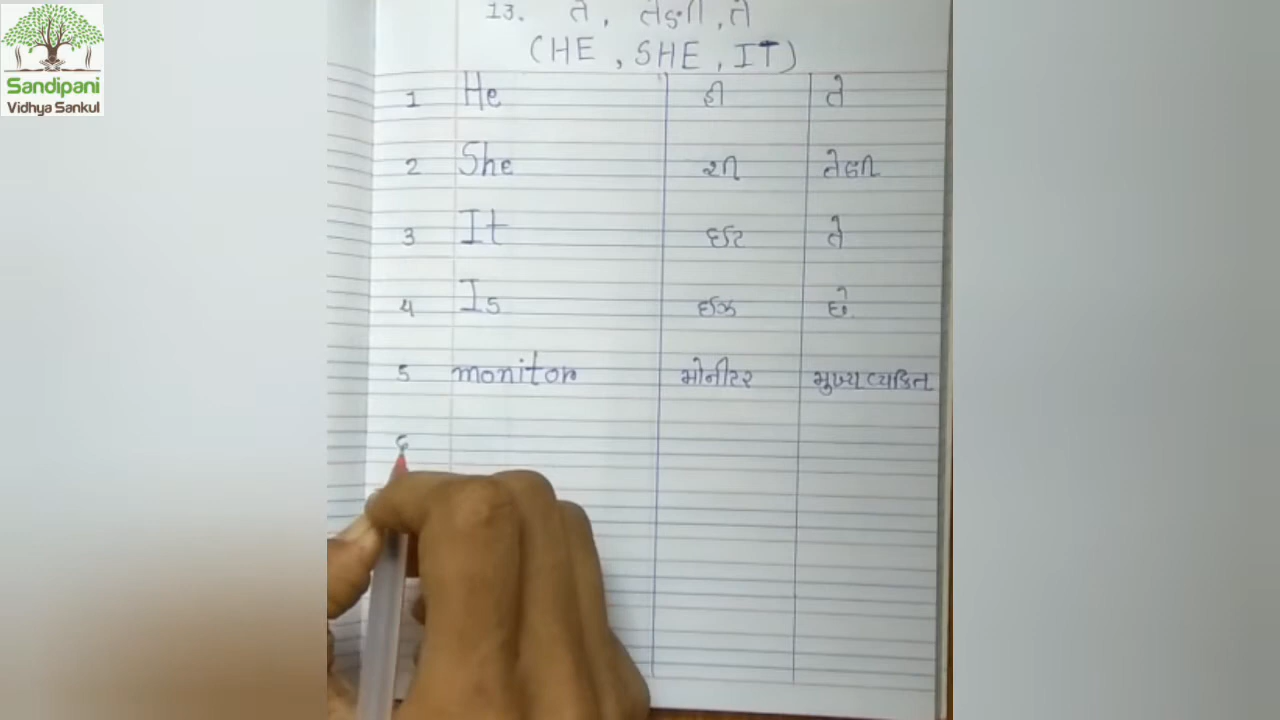 Sandipani
Vidhya Sankul
13. તે, તેણી, તે
(HE, SHE, IT)
1 He હી તે
2 She શી તેણી
3 It ઈટ તે
4 Is ઈઝ છે.
5 monitor મોનીટર મુખ્ય વ્યક્તિ
6